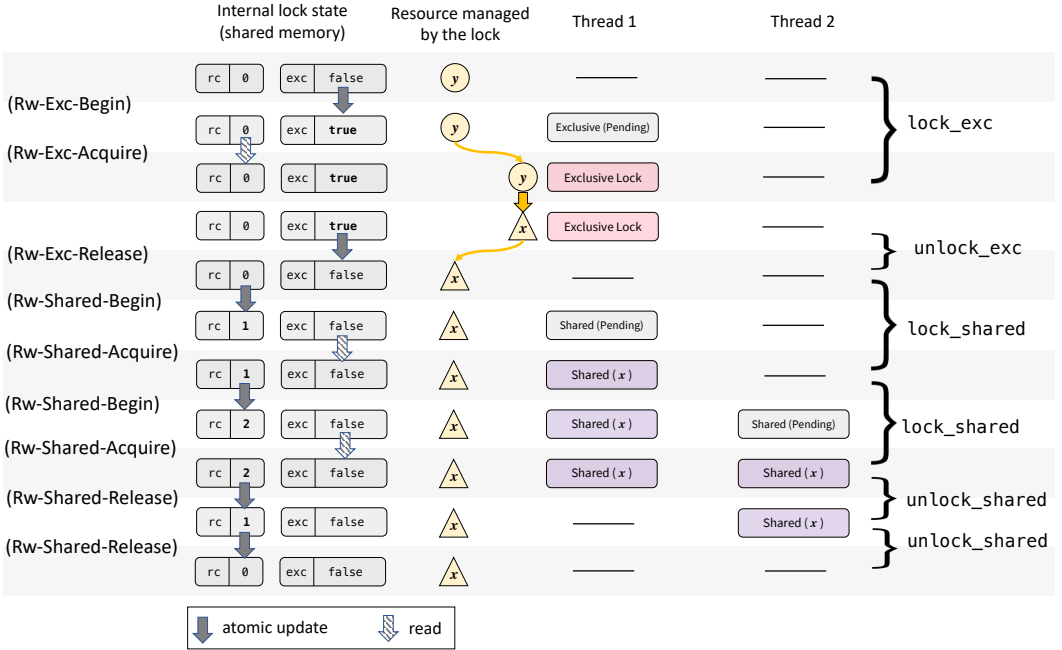 Internal lock state
(shared memory)
Resource managed
by the lock
Thread 1
Thread 2
rc 0 exc false y
(Rw-Exc-Begin)
rc 0 exc true y Exclusive (Pending)
lock_exc
(Rw-Exc-Acquire)
rc 0 exc true y Exclusive Lock
rc 0 exc true x Exclusive Lock
(Rw-Exc-Release)
unlock_exc
rc 0 exc false x
(Rw-Shared-Begin)
rc 1 exc false x Shared (Pending)
lock_shared
(Rw-Shared-Acquire)
rc 1 exc false x Shared ( x )
(Rw-Shared-Begin)
rc 2 exc false x Shared ( x ) Shared (Pending)
lock_shared
(Rw-Shared-Acquire)
rc 2 exc false x Shared ( x ) Shared ( x )
(Rw-Shared-Release)
unlock_shared
rc 1 exc false x Shared ( x )
(Rw-Shared-Release)
unlock_shared
rc 0 exc false x
atomic update
read